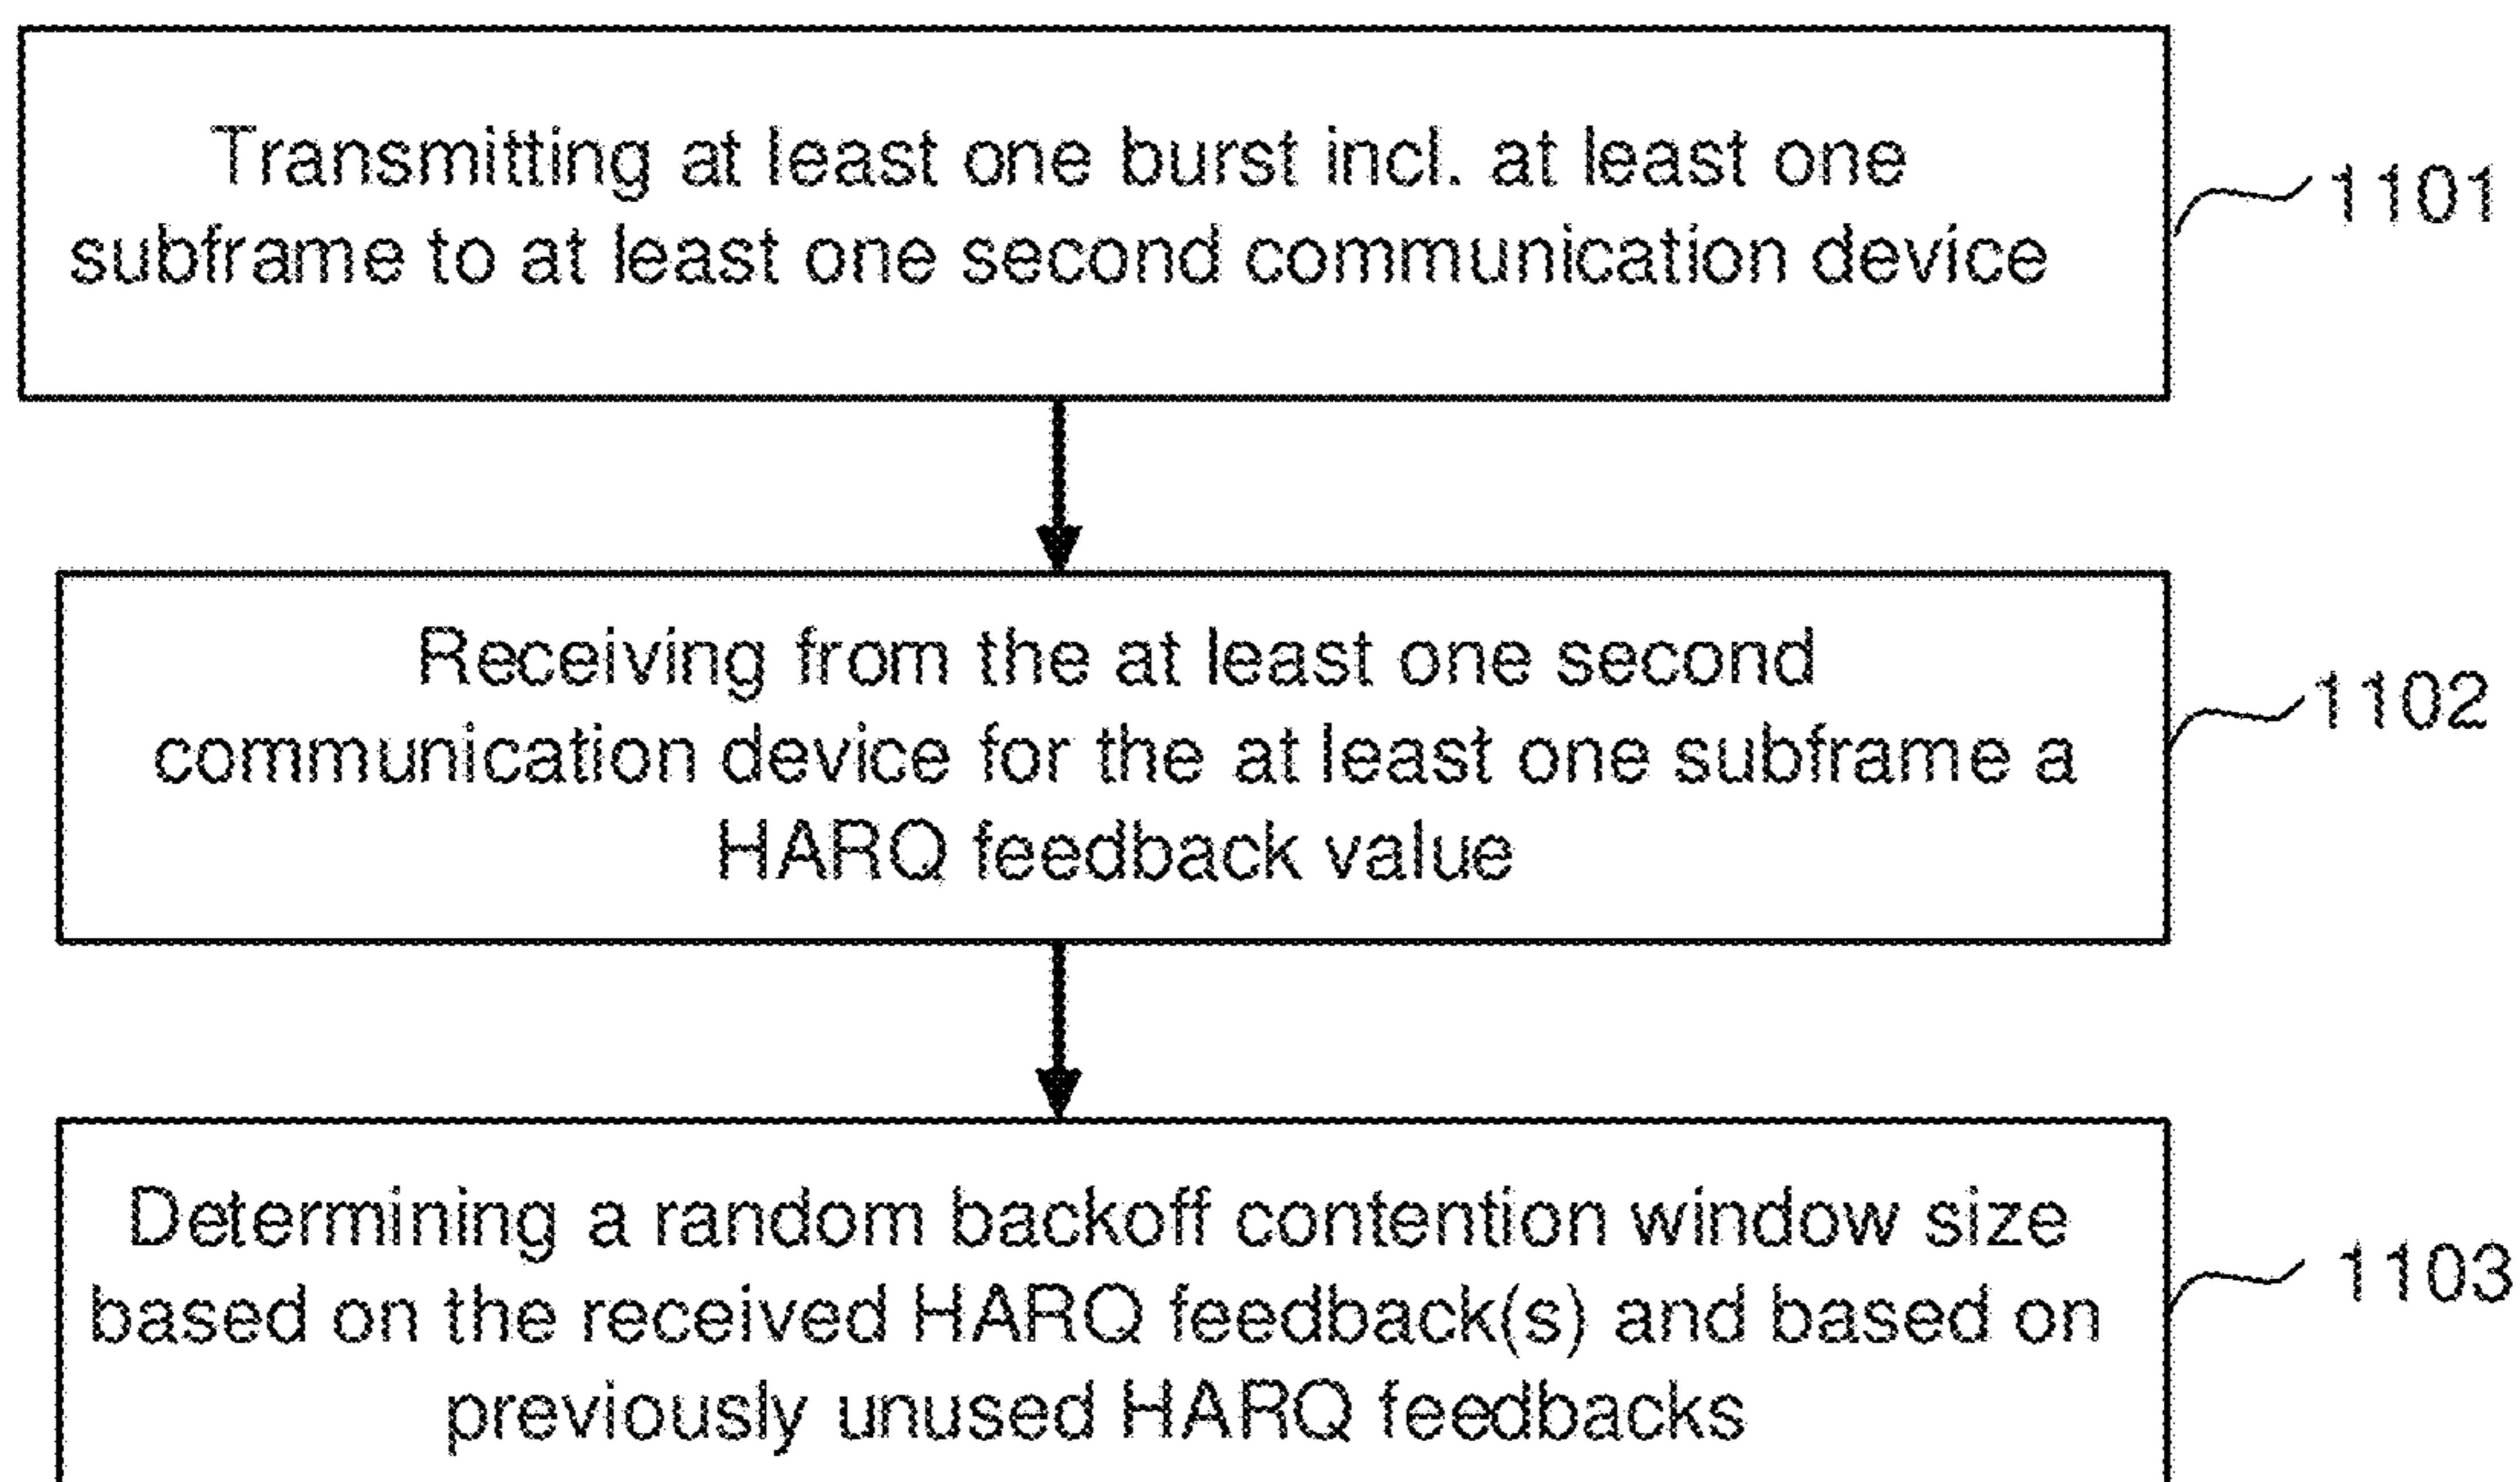 Transmitting at least one burst incl. at least one
subframe to at least one second communication device
1101
Receiving from the at least one second
communication device for the at least one subframe a
HARQ feedback value
1102
Determining a random backoff contention window size
based on the received HARQ feedback(s) and based on
previously unused HARQ feedbacks
1103